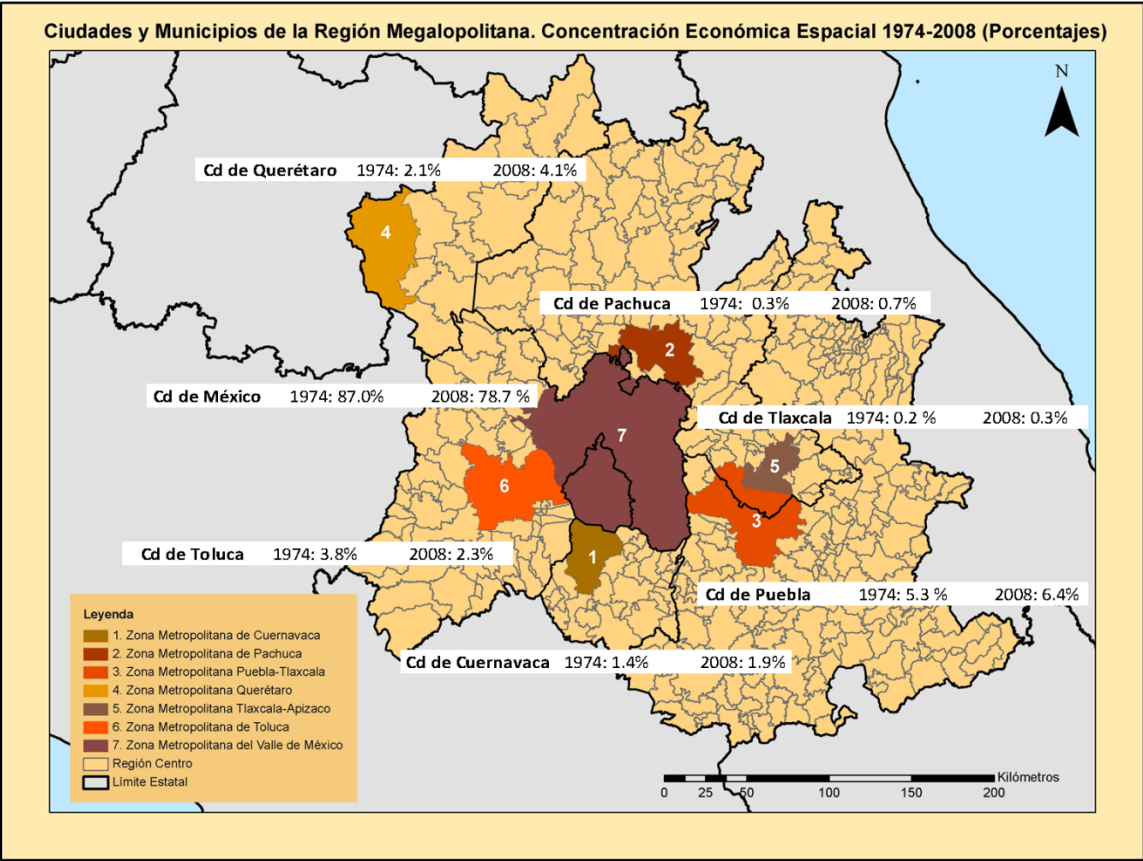 Ciudades y Municipios de la Región Megalopolitana. Concentración Económica Espacial 1974-2008 (Porcentajes)
N
Cd de Querétaro 1974: 2.1% 2008: 4.1%
4
Cd de Pachuca 1974: 0.3% 2008: 0.7%
2
Cd de México 1974: 87.0% 2008: 78.7 %
Cd de Tlaxcala 1974: 0.2 % 2008: 0.3%
7
5
6
3
Cd de Toluca 1974: 3.8% 2008: 2.3%
1
Cd de Puebla 1974: 5.3 % 2008: 6.4%
Cd de Cuernavaca 1974: 1.4% 2008: 1.9%
Leyenda
1. Zona Metropolitana de Cuernavaca
2. Zona Metropolitana de Pachuca
3. Zona Metropolitana Puebla-Tlaxcala
4. Zona Metropolitana Querétaro
5. Zona Metropolitana Tlaxcala-Apizaco
6. Zona Metropolitana de Toluca
7. Zona Metropolitana del Valle de México
Región Centro
Límite Estatal
Kilómetros
0 25 50 100 150 200